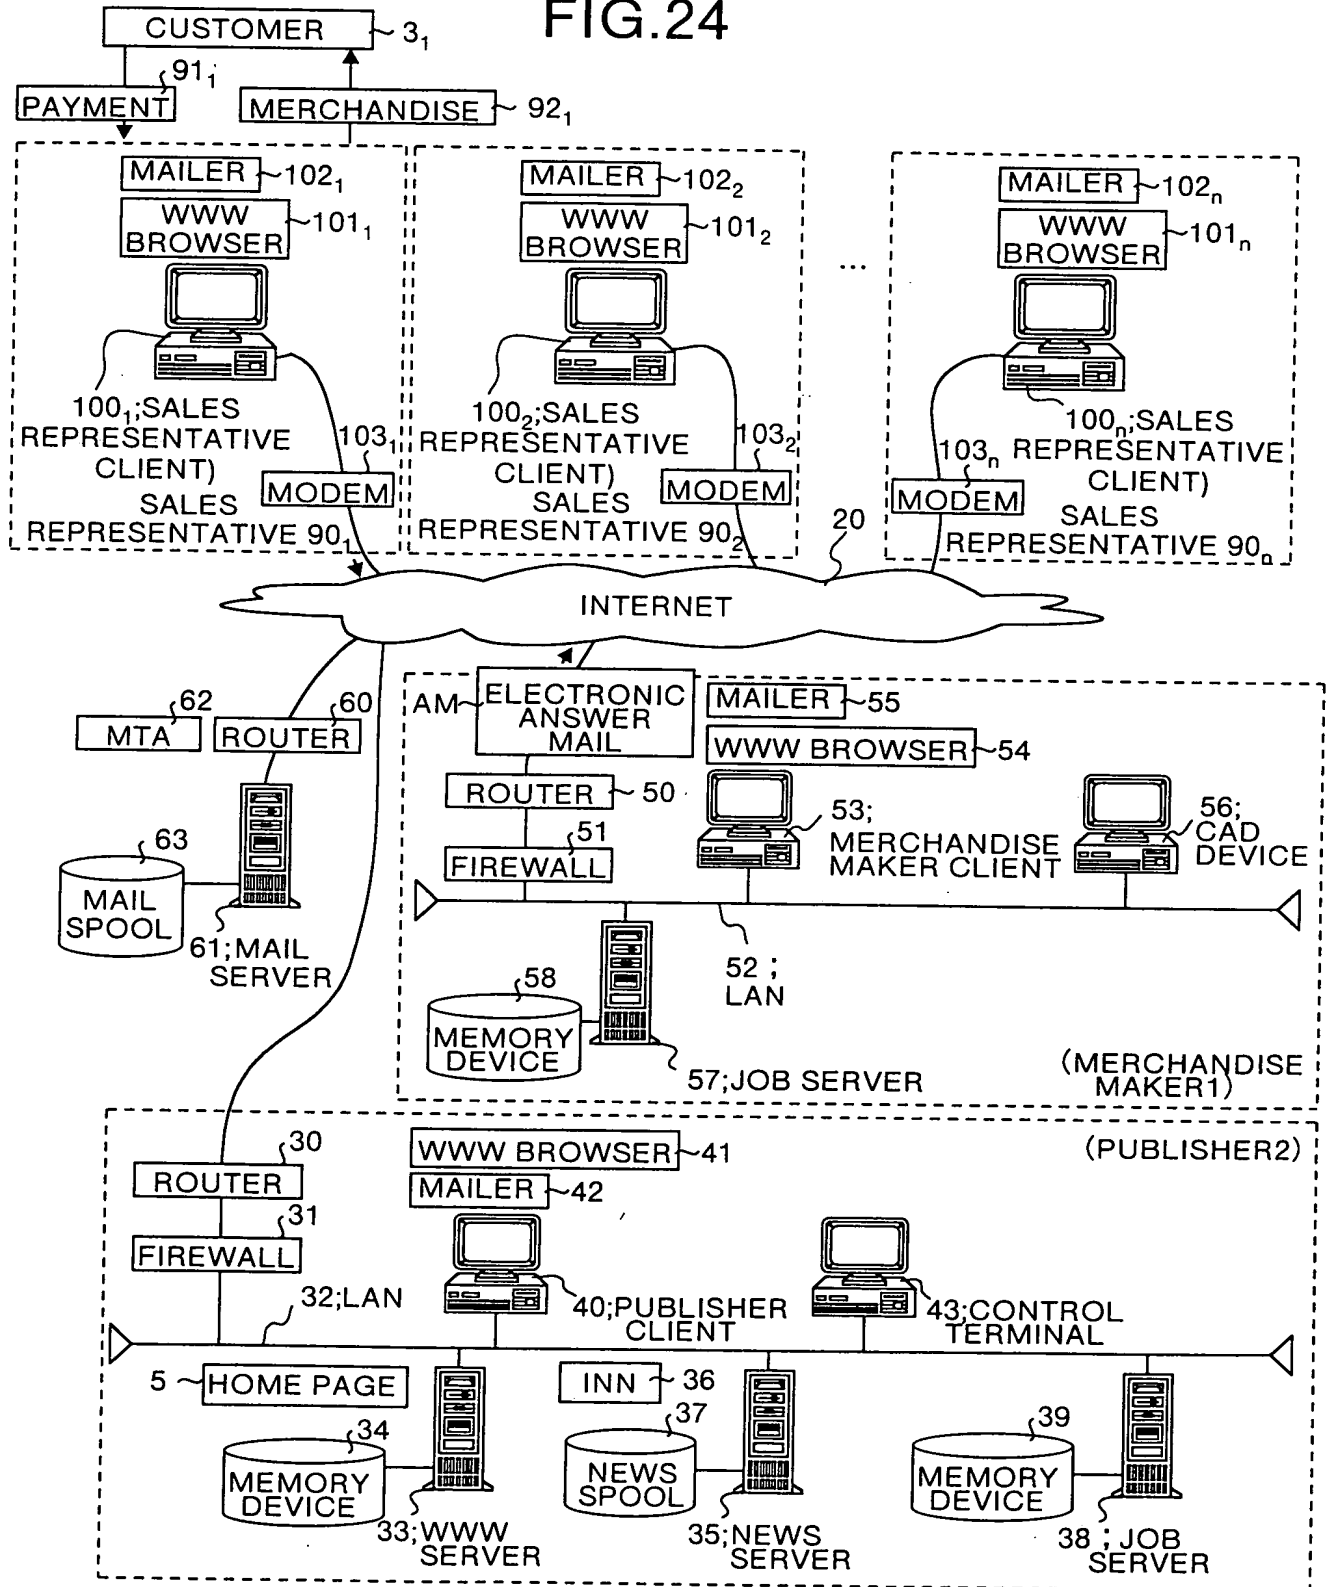 FIG.24
CUSTOMER
3₁
91₁
PAYMENT
MERCHANDISE
92₁
MAILER
102₁
WWW
BROWSER
101₁
100₁;SALES
REPRESENTATIVE
CLIENT)
103₁
MODEM
SALES
REPRESENTATIVE 90₁
MAILER
102₂
WWW
BROWSER
101₂
100₂;SALES
REPRESENTATIVE
CLIENT)
103₂
MODEM
SALES
REPRESENTATIVE 90₂
...
MAILER
102ₙ
WWW
BROWSER
101ₙ
100ₙ;SALES
REPRESENTATIVE
CLIENT)
103ₙ
MODEM
SALES
REPRESENTATIVE 90ₙ
20
INTERNET
62
MTA
60
ROUTER
63
MAIL
SPOOL
61;MAIL
SERVER
AM
ELECTRONIC
ANSWER
MAIL
MAILER
55
WWW BROWSER
54
ROUTER
50
51
FIREWALL
53;
MERCHANDISE
MAKER CLIENT
56;
CAD
DEVICE
52 ;
LAN
58
MEMORY
DEVICE
57;JOB SERVER
(MERCHANDISE
MAKER1)
(PUBLISHER2)
30
ROUTER
31
FIREWALL
WWW BROWSER
41
MAILER
42
32;LAN
40;PUBLISHER
CLIENT
43;CONTROL
TERMINAL
5
HOME PAGE
34
MEMORY
DEVICE
33;WWW
SERVER
INN
36
37
NEWS
SPOOL
35;NEWS
SERVER
39
MEMORY
DEVICE
38 ; JOB
SERVER